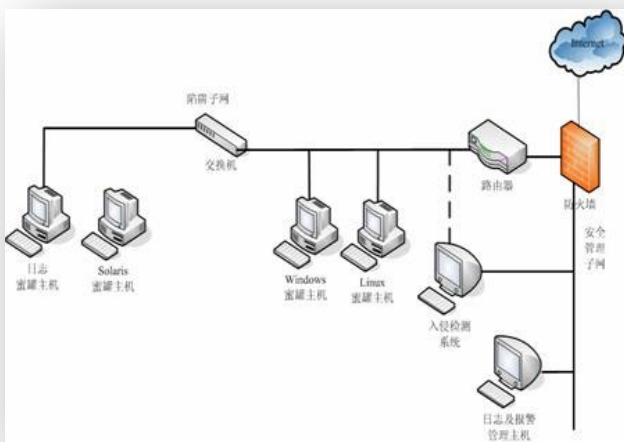 Internet
陷阱子网
交换机
路由器
防火墙
安全
管理
子网
日志
蜜罐主机
Solaris
蜜罐主机
Windows
蜜罐主机
Linux
蜜罐主机
入侵检测
系统
日志及报警
管理主机